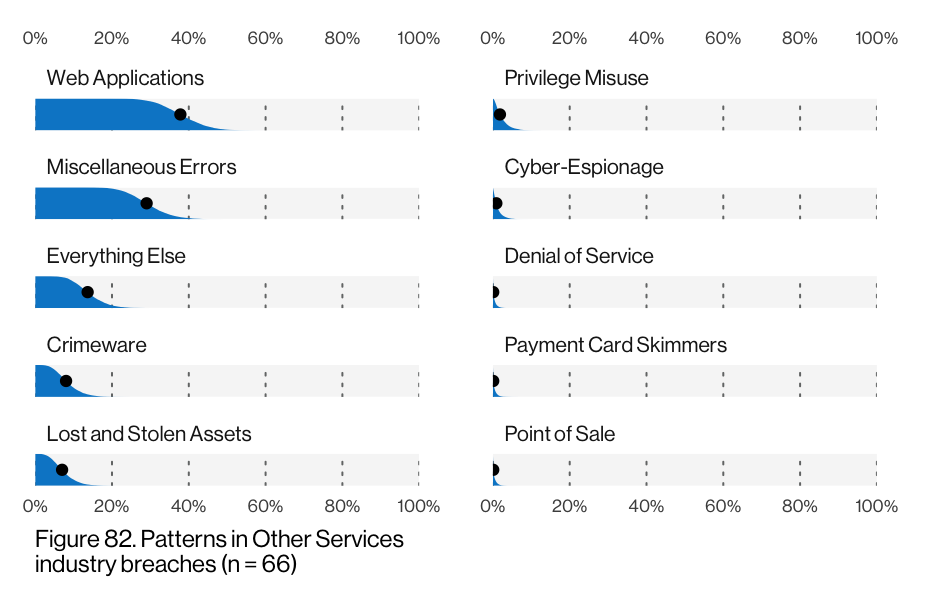 0% 20% 40% 60% 80% 100% 0% 20% 40% 60% 80% 100%
Web Applications
Privilege Misuse
Miscellaneous Errors
Cyber-Espionage
Everything Else
Denial of Service
Crimeware
Payment Card Skimmers
Lost and Stolen Assets
Point of Sale
0% 20% 40% 60% 80% 100% 0% 20% 40% 60% 80% 100%
Figure 82. Patterns in Other Services
industry breaches (n = 66)